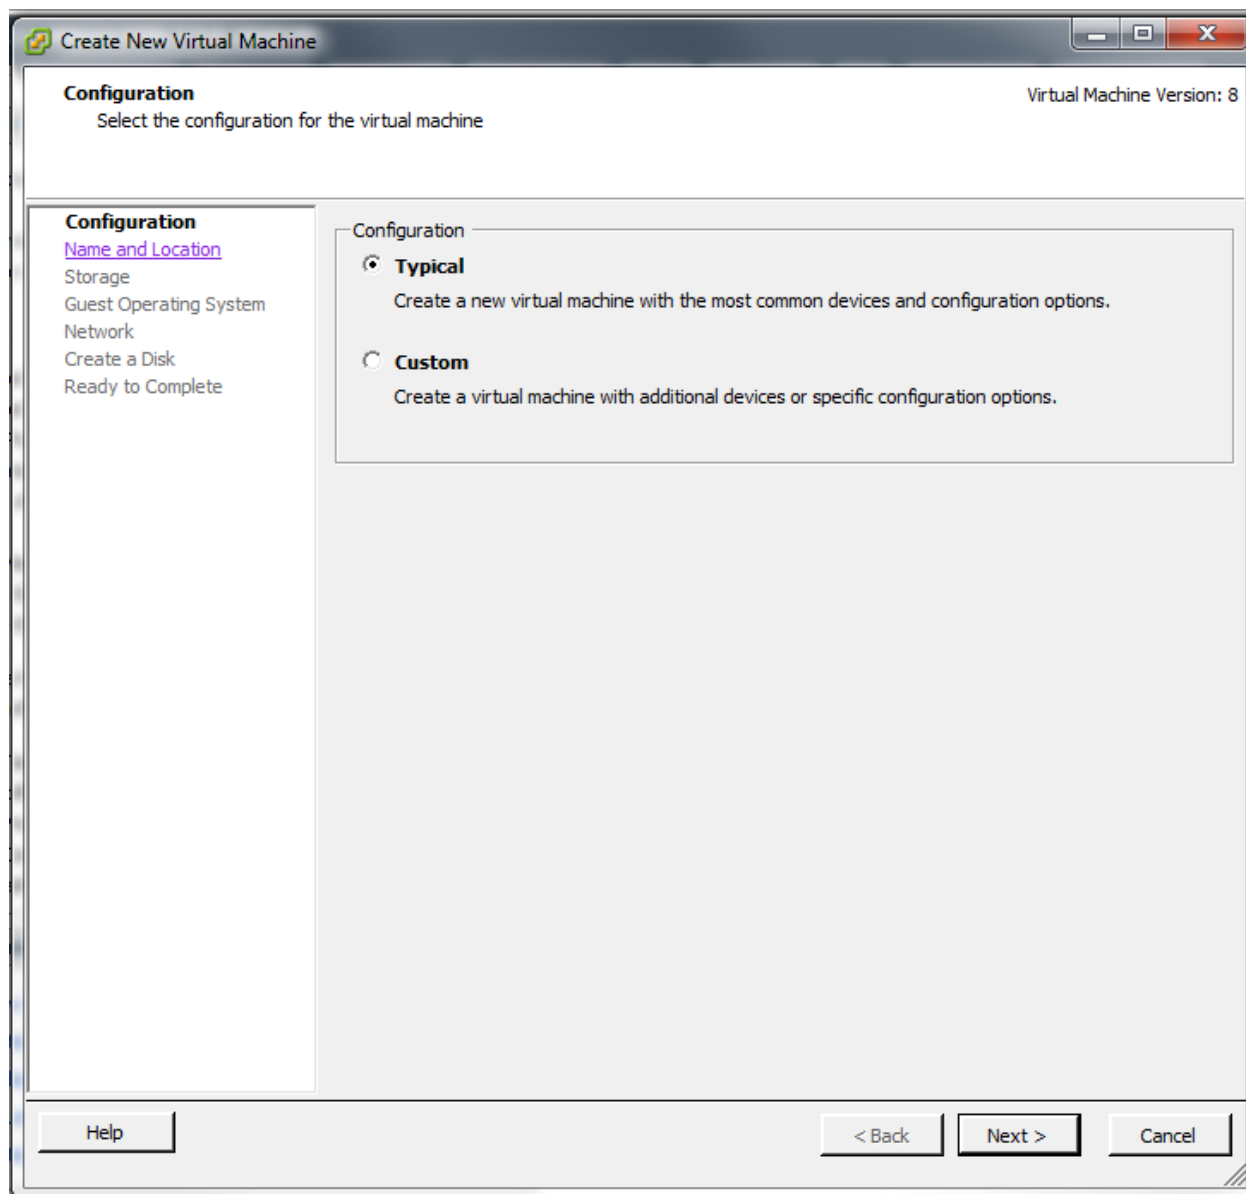 Create New Virtual Machine
Configuration
Virtual Machine Version: 8
Select the configuration for the virtual machine
Configuration
Name and Location
Storage
Guest Operating System
Network
Create a Disk
Ready to Complete
Configuration
Typical
Create a new virtual machine with the most common devices and configuration options.
Custom
Create a virtual machine with additional devices or specific configuration options.
Help
< Back
Next >
Cancel